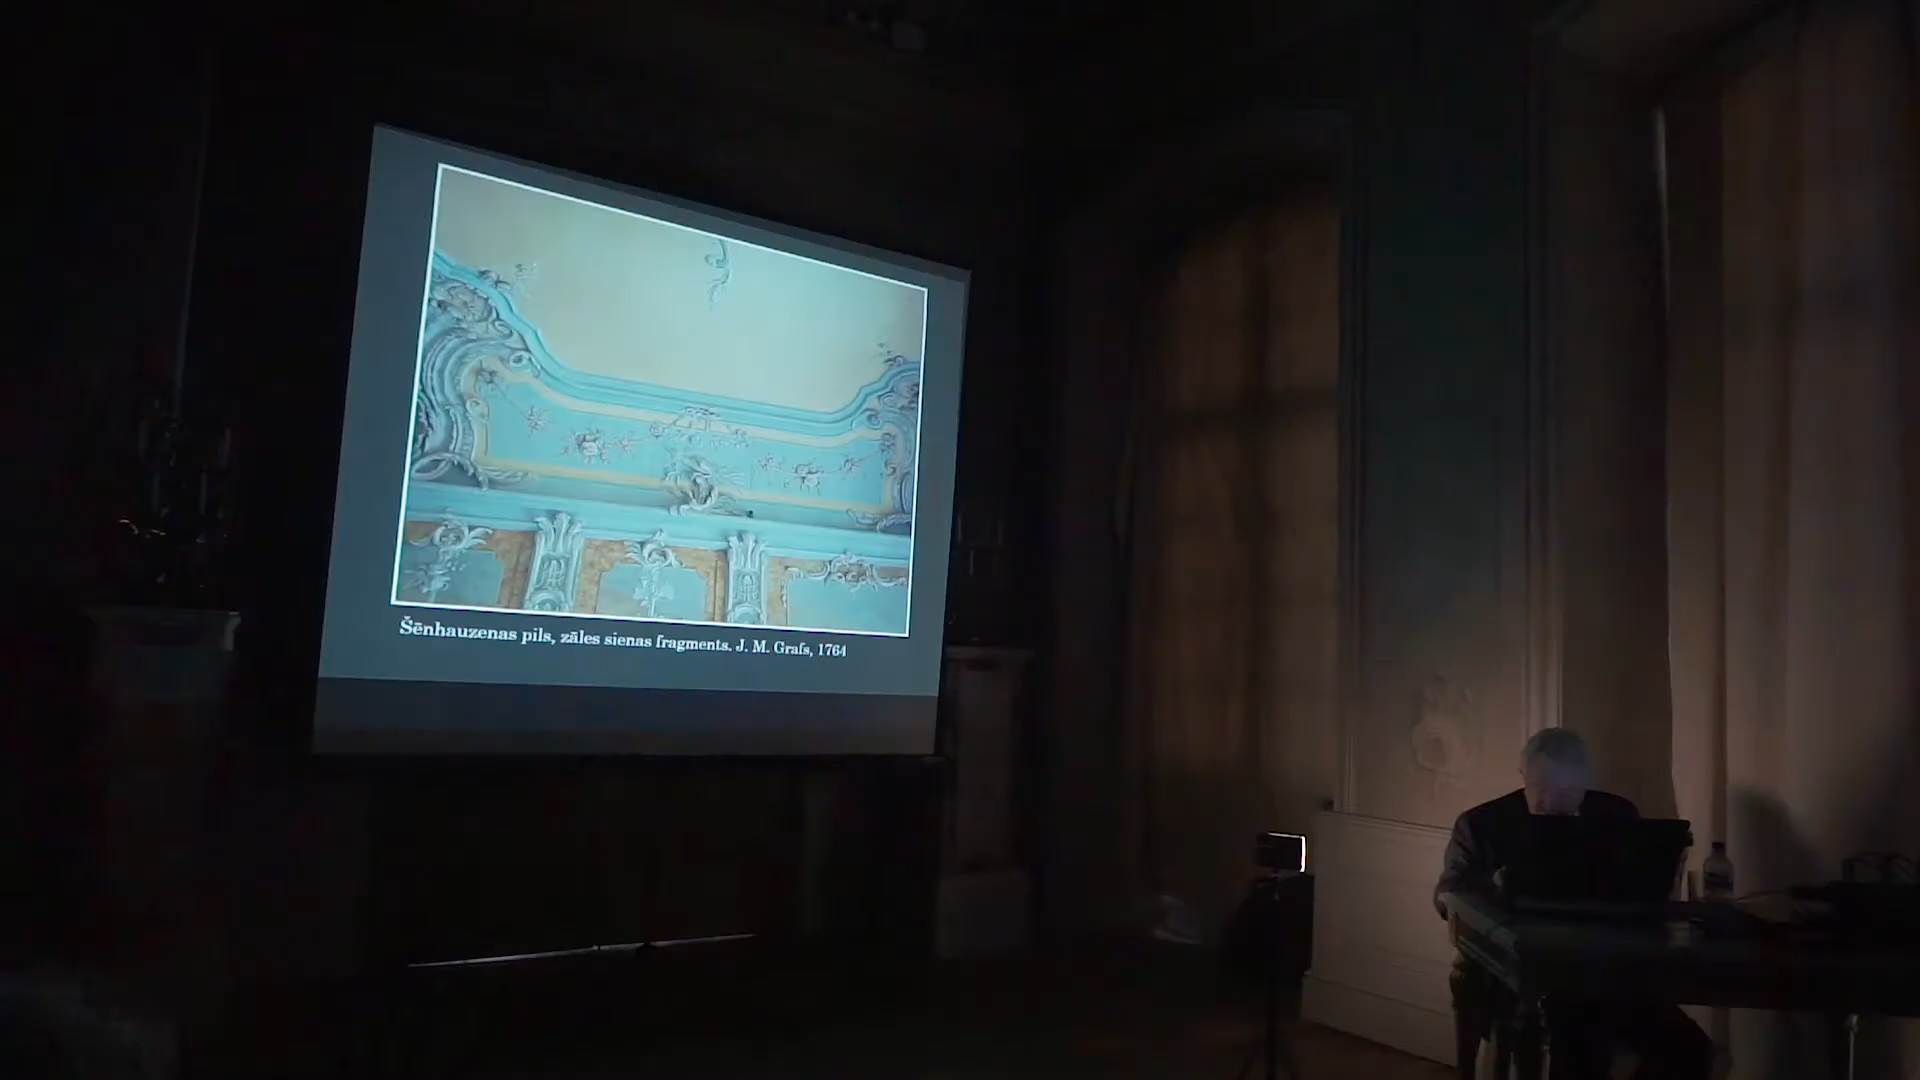 Šēnhauzenas pils, zāles sienas fragments. J. M. Grafs, 1764